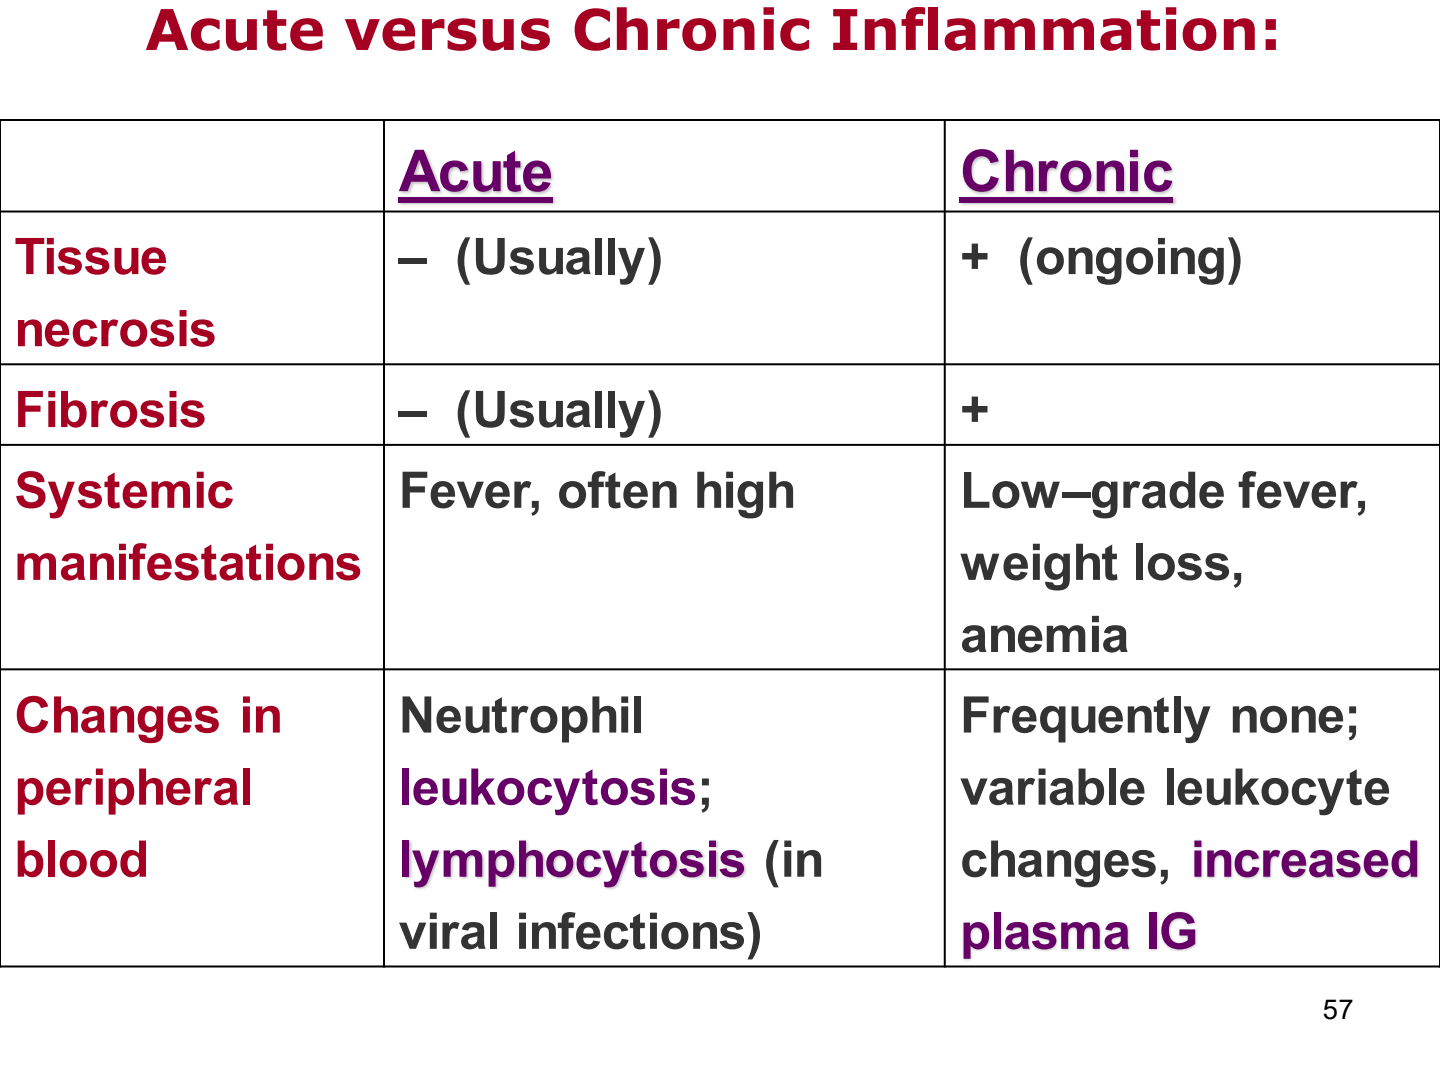 Acute versus Chronic Inflammation:
Acute
Chronic
Tissue
necrosis
– (Usually)
+ (ongoing)
Fibrosis
– (Usually)
+
Systemic
manifestations
Fever, often high
Low–grade fever,
weight loss,
anemia
Changes in
peripheral
blood
Neutrophil
leukocytosis;
lymphocytosis (in
viral infections)
Frequently none;
variable leukocyte
changes, increased
plasma IG
57